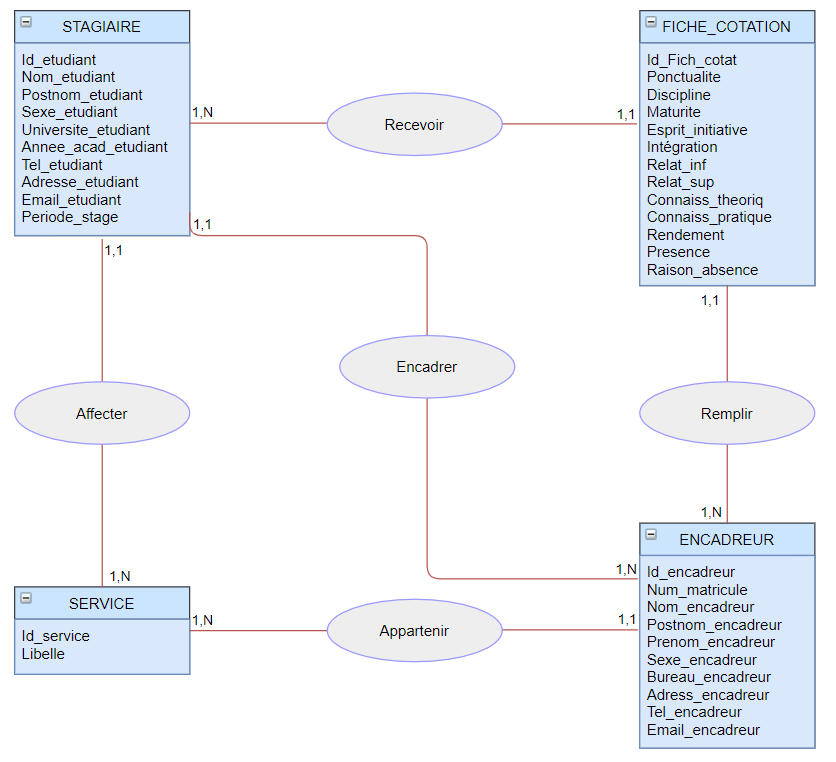 STAGIAIRE
Id_etudiant
Nom_etudiant
Postnom_etudiant
Sexe_etudiant
Universite_etudiant
Annee_acad_etudiant
Tel_etudiant
Adresse_etudiant
Email_etudiant
Periode_stage
1,N
Recevoir
1,1
FICHE_COTATION
Id_Fich_cotat
Ponctualite
Discipline
Maturite
Esprit_initiative
Intégration
Relat_inf
Relat_sup
Connaiss_theoriq
Connaiss_pratique
Rendement
Presence
Raison_absence
1,1
1,1
1,1
Encadrer
Affecter
Remplir
1,N
1,N
1,N
SERVICE
Id_service
Libelle
1,N
Appartenir
1,1
ENCADREUR
Id_encadreur
Num_matricule
Nom_encadreur
Postnom_encadreur
Prenom_encadreur
Sexe_encadreur
Bureau_encadreur
Adress_encadreur
Tel_encadreur
Email_encadreur